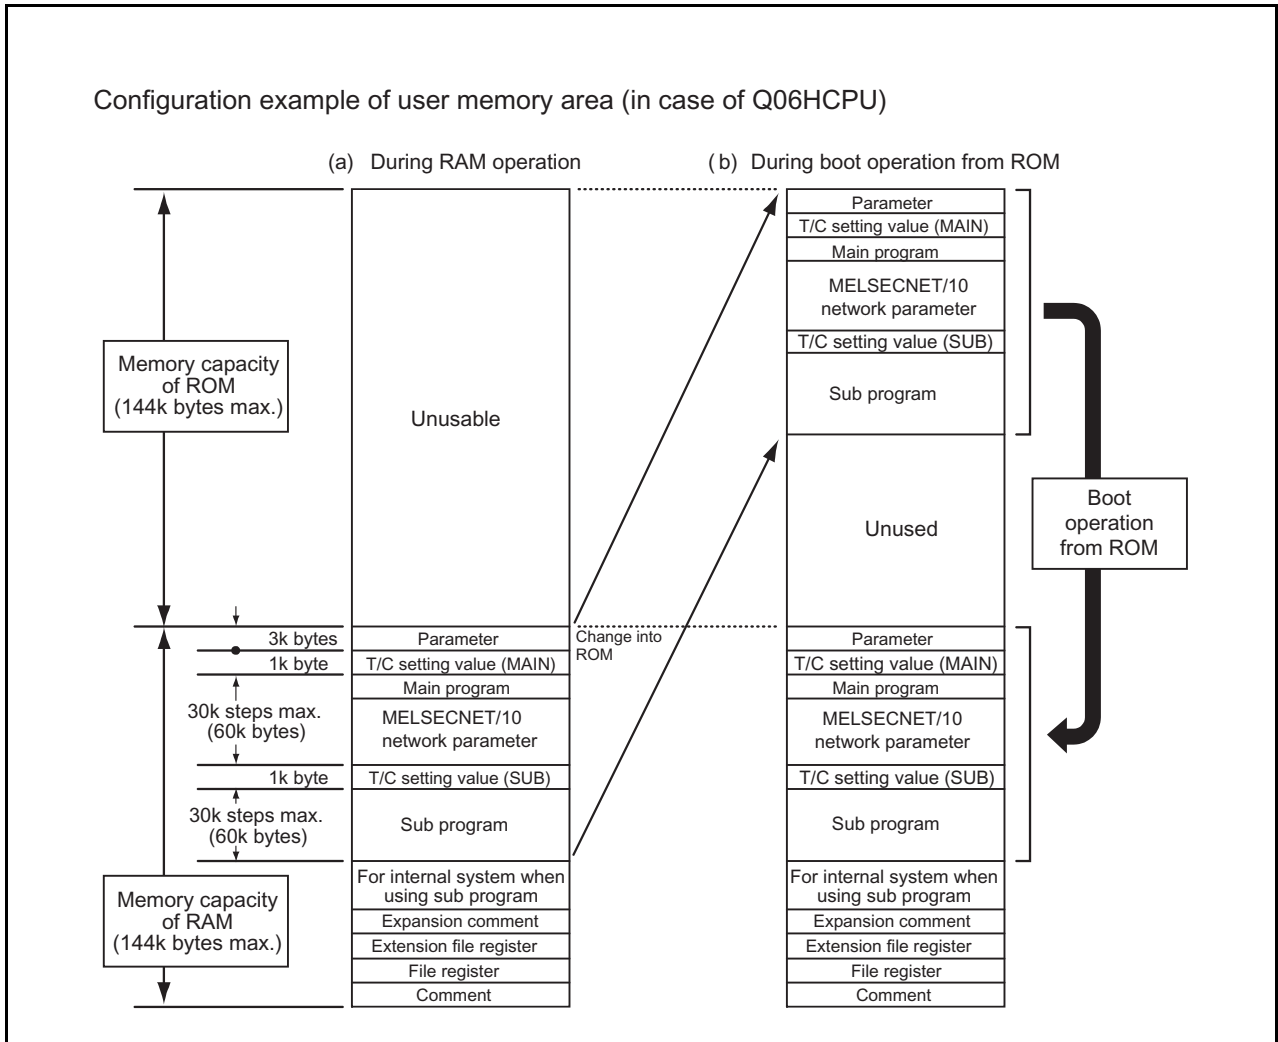 Configuration example of user memory area (in case of Q06HCPU)
(a) During RAM operation
(b) During boot operation from ROM
Memory capacity
of ROM
(144k bytes max.)
3k bytes
1k byte
30k steps max.
(60k bytes)
1k byte
30k steps max.
(60k bytes)
Memory capacity
of RAM
(144k bytes max.)
Unusable
Parameter
T/C setting value (MAIN)
Main program
MELSECNET/10
network parameter
T/C setting value (SUB)
Sub program
For internal system when
using sub program
Expansion comment
Extension file register
File register
Comment
Change into
ROM
Parameter
T/C setting value (MAIN)
Main program
MELSECNET/10
network parameter
T/C setting value (SUB)
Sub program
Unused
Parameter
T/C setting value (MAIN)
Main program
MELSECNET/10
network parameter
T/C setting value (SUB)
Sub program
For internal system when
using sub program
Expansion comment
Extension file register
File register
Comment
Boot
operation
from ROM